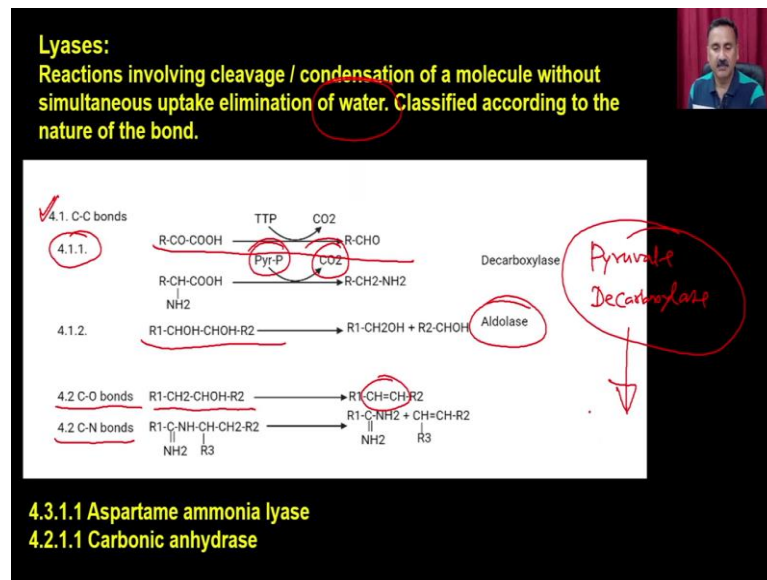 Lyases:
Reactions involving cleavage / condensation of a molecule without
simultaneous uptake elimination of water. Classified according to the
nature of the bond.
4.1. C-C bonds
TTP CO2
4.1.1. R-CO-COOH R-CHO
Pyr-P CO2
R-CH-COOH R-CH2-NH2 Decarboxylase
NH2
Pyruvate
Decarboxylase
4.1.2. R1-CHOH-CHOH-R2 R1-CH2OH + R2-CHOH Aldolase
4.2 C-O bonds R1-CH2-CHOH-R2 R1-CH=CH-R2
4.2 C-N bonds R1-C-NH-CH-CH2-R2 R1-C-NH2 + CH=CH-R2
NH2 R3 NH2 R3
4.3.1.1 Aspartame ammonia lyase
4.2.1.1 Carbonic anhydrase